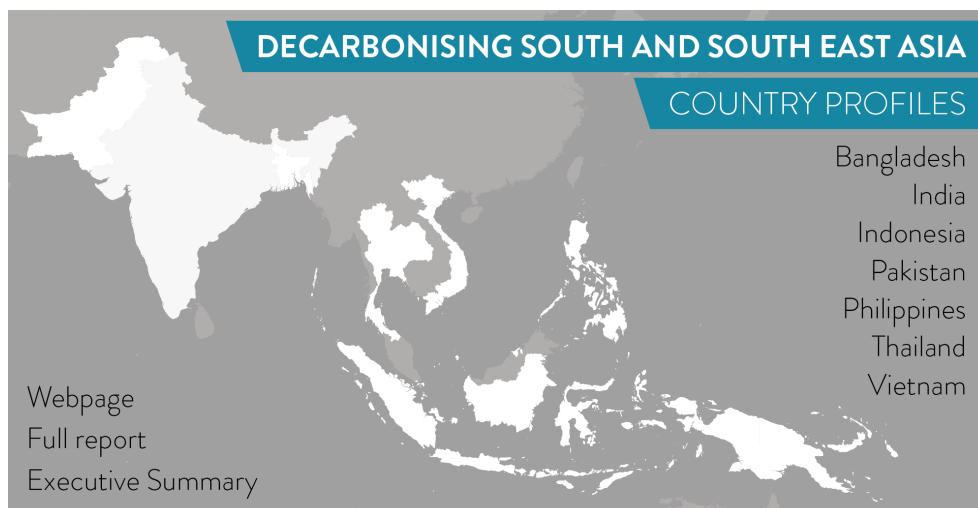 DECARBONISING SOUTH AND SOUTH EAST ASIA
COUNTRY PROFILES
Bangladesh
India
Indonesia
Pakistan
Philippines
Thailand
Vietnam
Webpage
Full report
Executive Summary